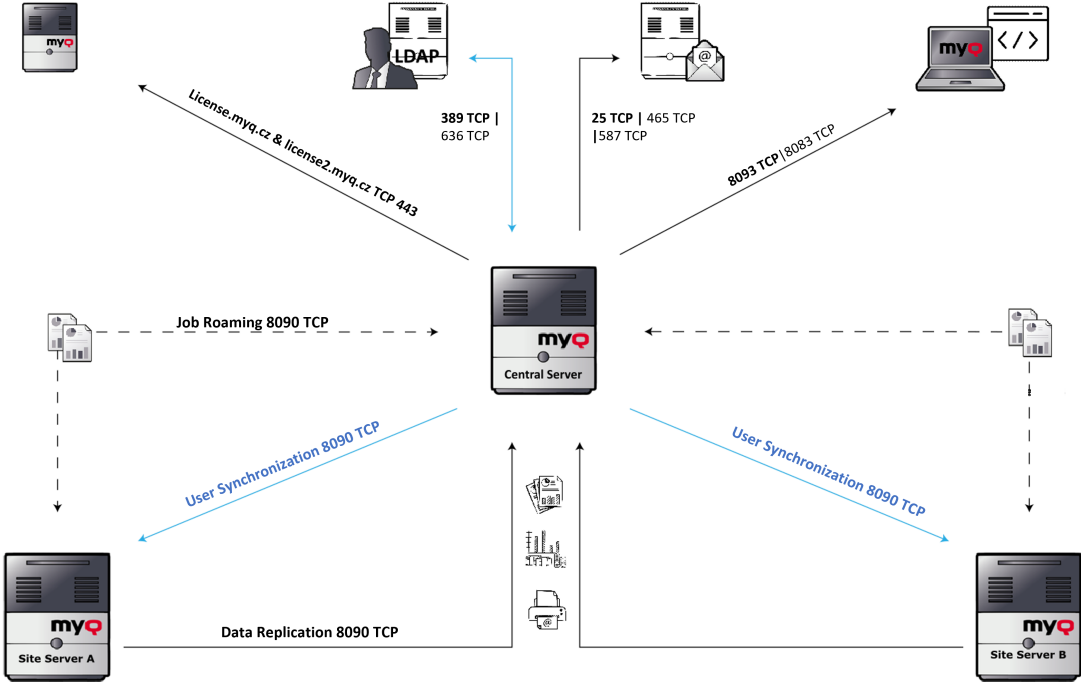 myQ
LDAP
@
myQ
</>
License.myq.cz & license2.myq.cz TCP 443
389 TCP |
636 TCP
25 TCP | 465 TCP
|587 TCP
8093 TCP|8083 TCP
Job Roaming 8090 TCP
myQ
Central Server
User Synchronization 8090 TCP
User Synchronization 8090 TCP
myQ
Site Server A
Data Replication 8090 TCP
@
myQ
Site Server B